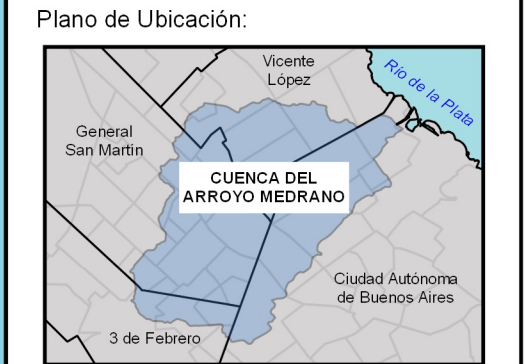 Plano de Ubicación:
Vicente
López
Río de la Plata
General
San Martín
CUENCA DEL
ARROYO MEDRANO
Ciudad Autónoma
de Buenos Aires
3 de Febrero